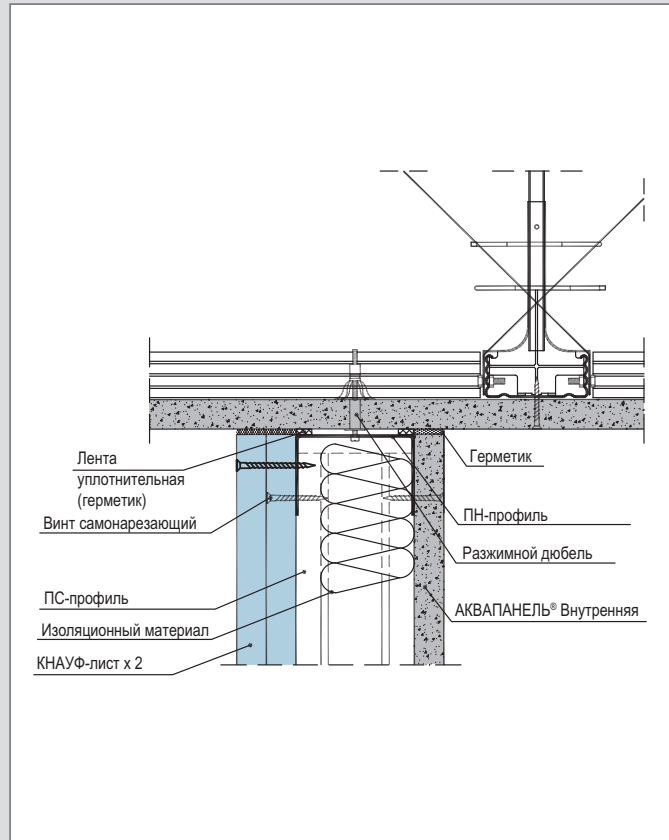 Лента
уплотнительная
(герметик)
Винт самонарезающий
ПС-профиль
Изоляционный материал
КНАУФ-лист х 2
Герметик
ПН-профиль
Разжимной дюбель
АКВАПАНЕЛЬ® Внутренняя